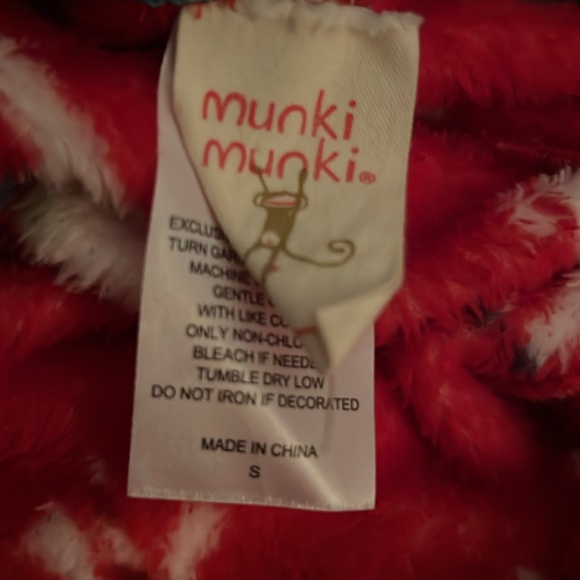 munki
munki®
TURN
MACHINE
GENTLE
WITH LIKE
ONLY
BLEACH IF
TUMBLE DRY LOW
DO NOT IRON IF DECORATED
MADE IN CHINA
S